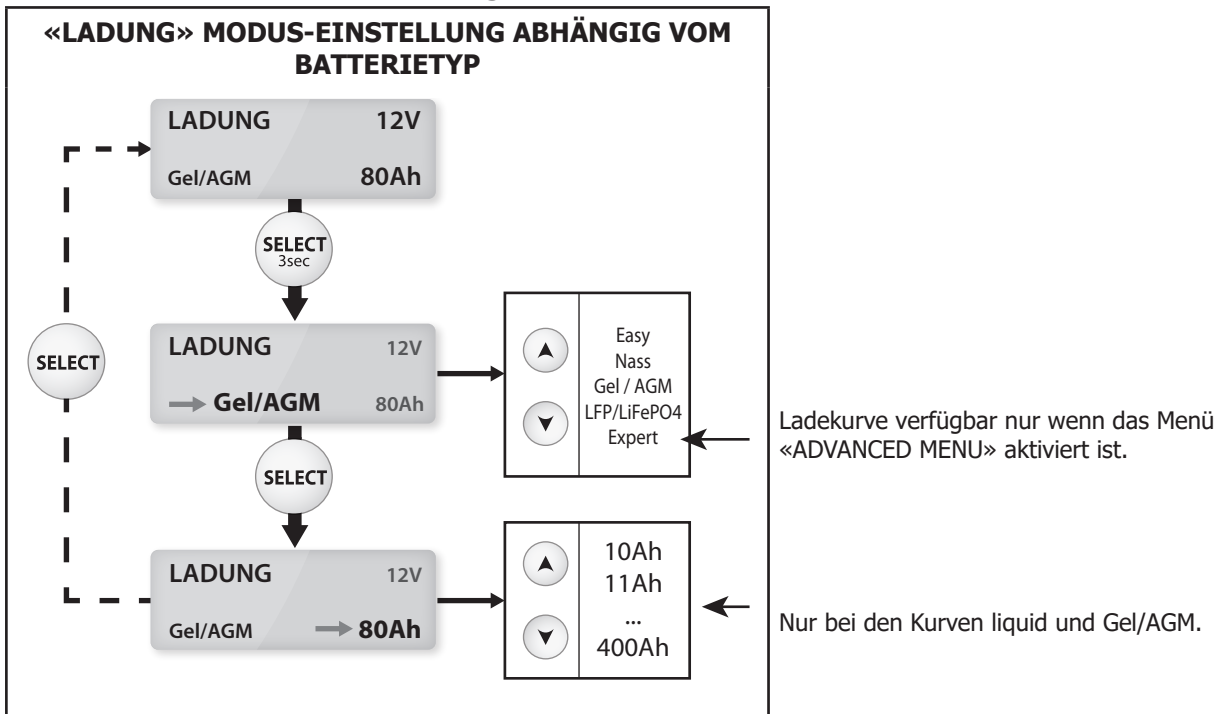 «LADUNG» MODUS-EINSTELLUNG ABHÄNGIG VOM
BATTERIETYP
LADUNG 12V
Gel/AGM 80Ah
SELECT
3sec
SELECT
LADUNG 12V
Gel/AGM 80Ah
Easy
Nass
Gel / AGM
LFP/LiFePO4
Expert
Ladekurve verfügbar nur wenn das Menü
«ADVANCED MENU» aktiviert ist.
SELECT
LADUNG 12V
Gel/AGM 80Ah
10Ah
11Ah
...
400Ah
Nur bei den Kurven liquid und Gel/AGM.